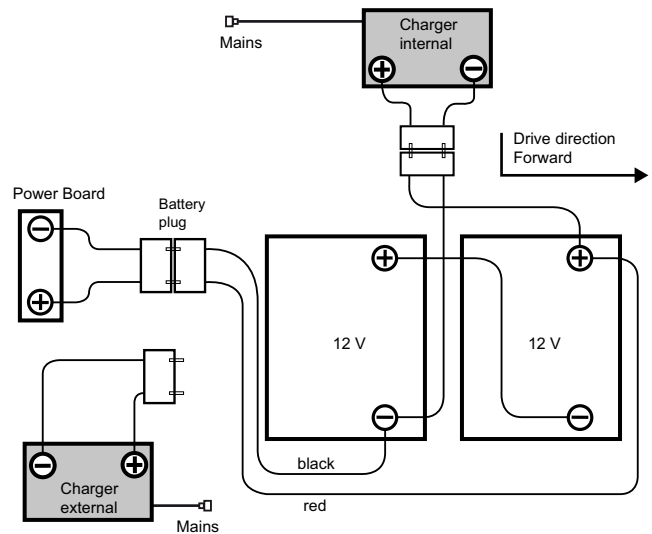 Charger
internal
Mains
Drive direction
Forward
Power Board
Battery
plug
12 V
12 V
black
red
Charger
external
Mains